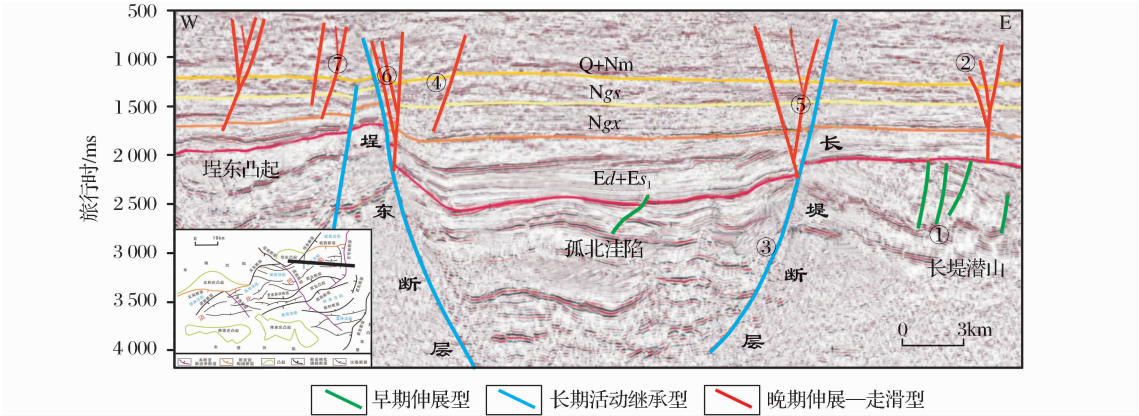 500
W
E
1 000
1 500
2 000
2 500
3 000
3 500
4 000
旅行时/ms
⑦
⑥
④
②
⑤
Q+Nm
Ngs
Ngx
Ed+Es₁
埕东凸起
埕东断层
长堤断层
孤北洼陷
③
①
长堤潜山
0 3km
0 10km
早期伸展型
长期活动继承型
晚期伸展—走滑型